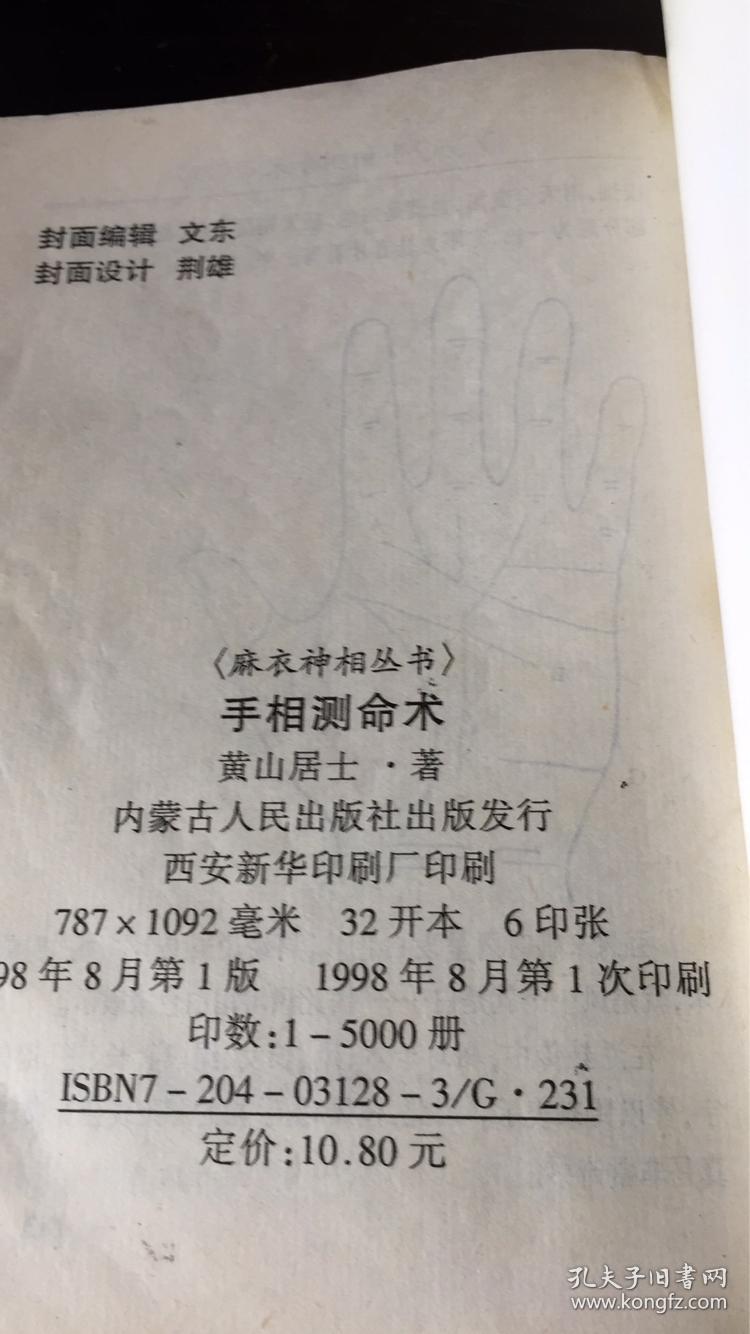 封面编辑 文东
封面设计 荆雄
《麻衣神相丛书》
手相测命术
黄山居士·著
内蒙古人民出版社出版发行
西安新华印刷厂印刷
787×1092毫米 32开本 6印张
98年8月第1版 1998年8月第1次印刷
印数:1-5000册
ISBN7-204-03128-3/G·231
定价:10.80元
孔夫子旧書网
www.kongfz.com